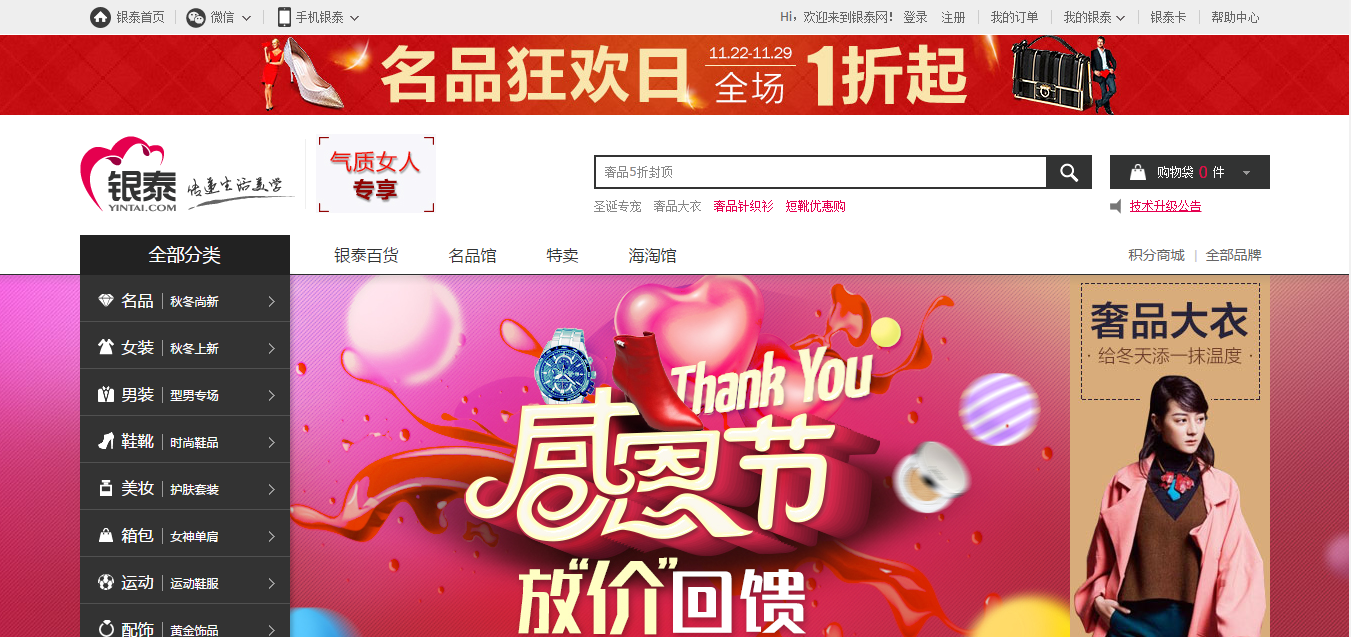 银泰首页 微信 手机银泰 Hi，欢迎来到银泰网！ 登录 注册 我的订单 我的银泰 银泰卡 帮助中心
名品狂欢日 11.22-11.29 全场 1折起
银泰
YINTAI.COM
传递生活美学
气质女人
专享
奢品5折封顶
购物袋 0 件
圣诞专宠 奢品大衣 奢品针织衫 短靴优惠购
技术升级公告
全部分类 银泰百货 名品馆 特卖 海淘馆 积分商城 | 全部品牌
名品 秋冬尚新
女装 秋冬上新
男装 型男专场
鞋靴 时尚鞋品
美妆 护肤套装
箱包 女神单肩
运动 运动鞋服
配饰 黄金饰品
Thank You
感恩节
放“价”回馈
奢品大衣
· 给冬天添一抹温度 ·